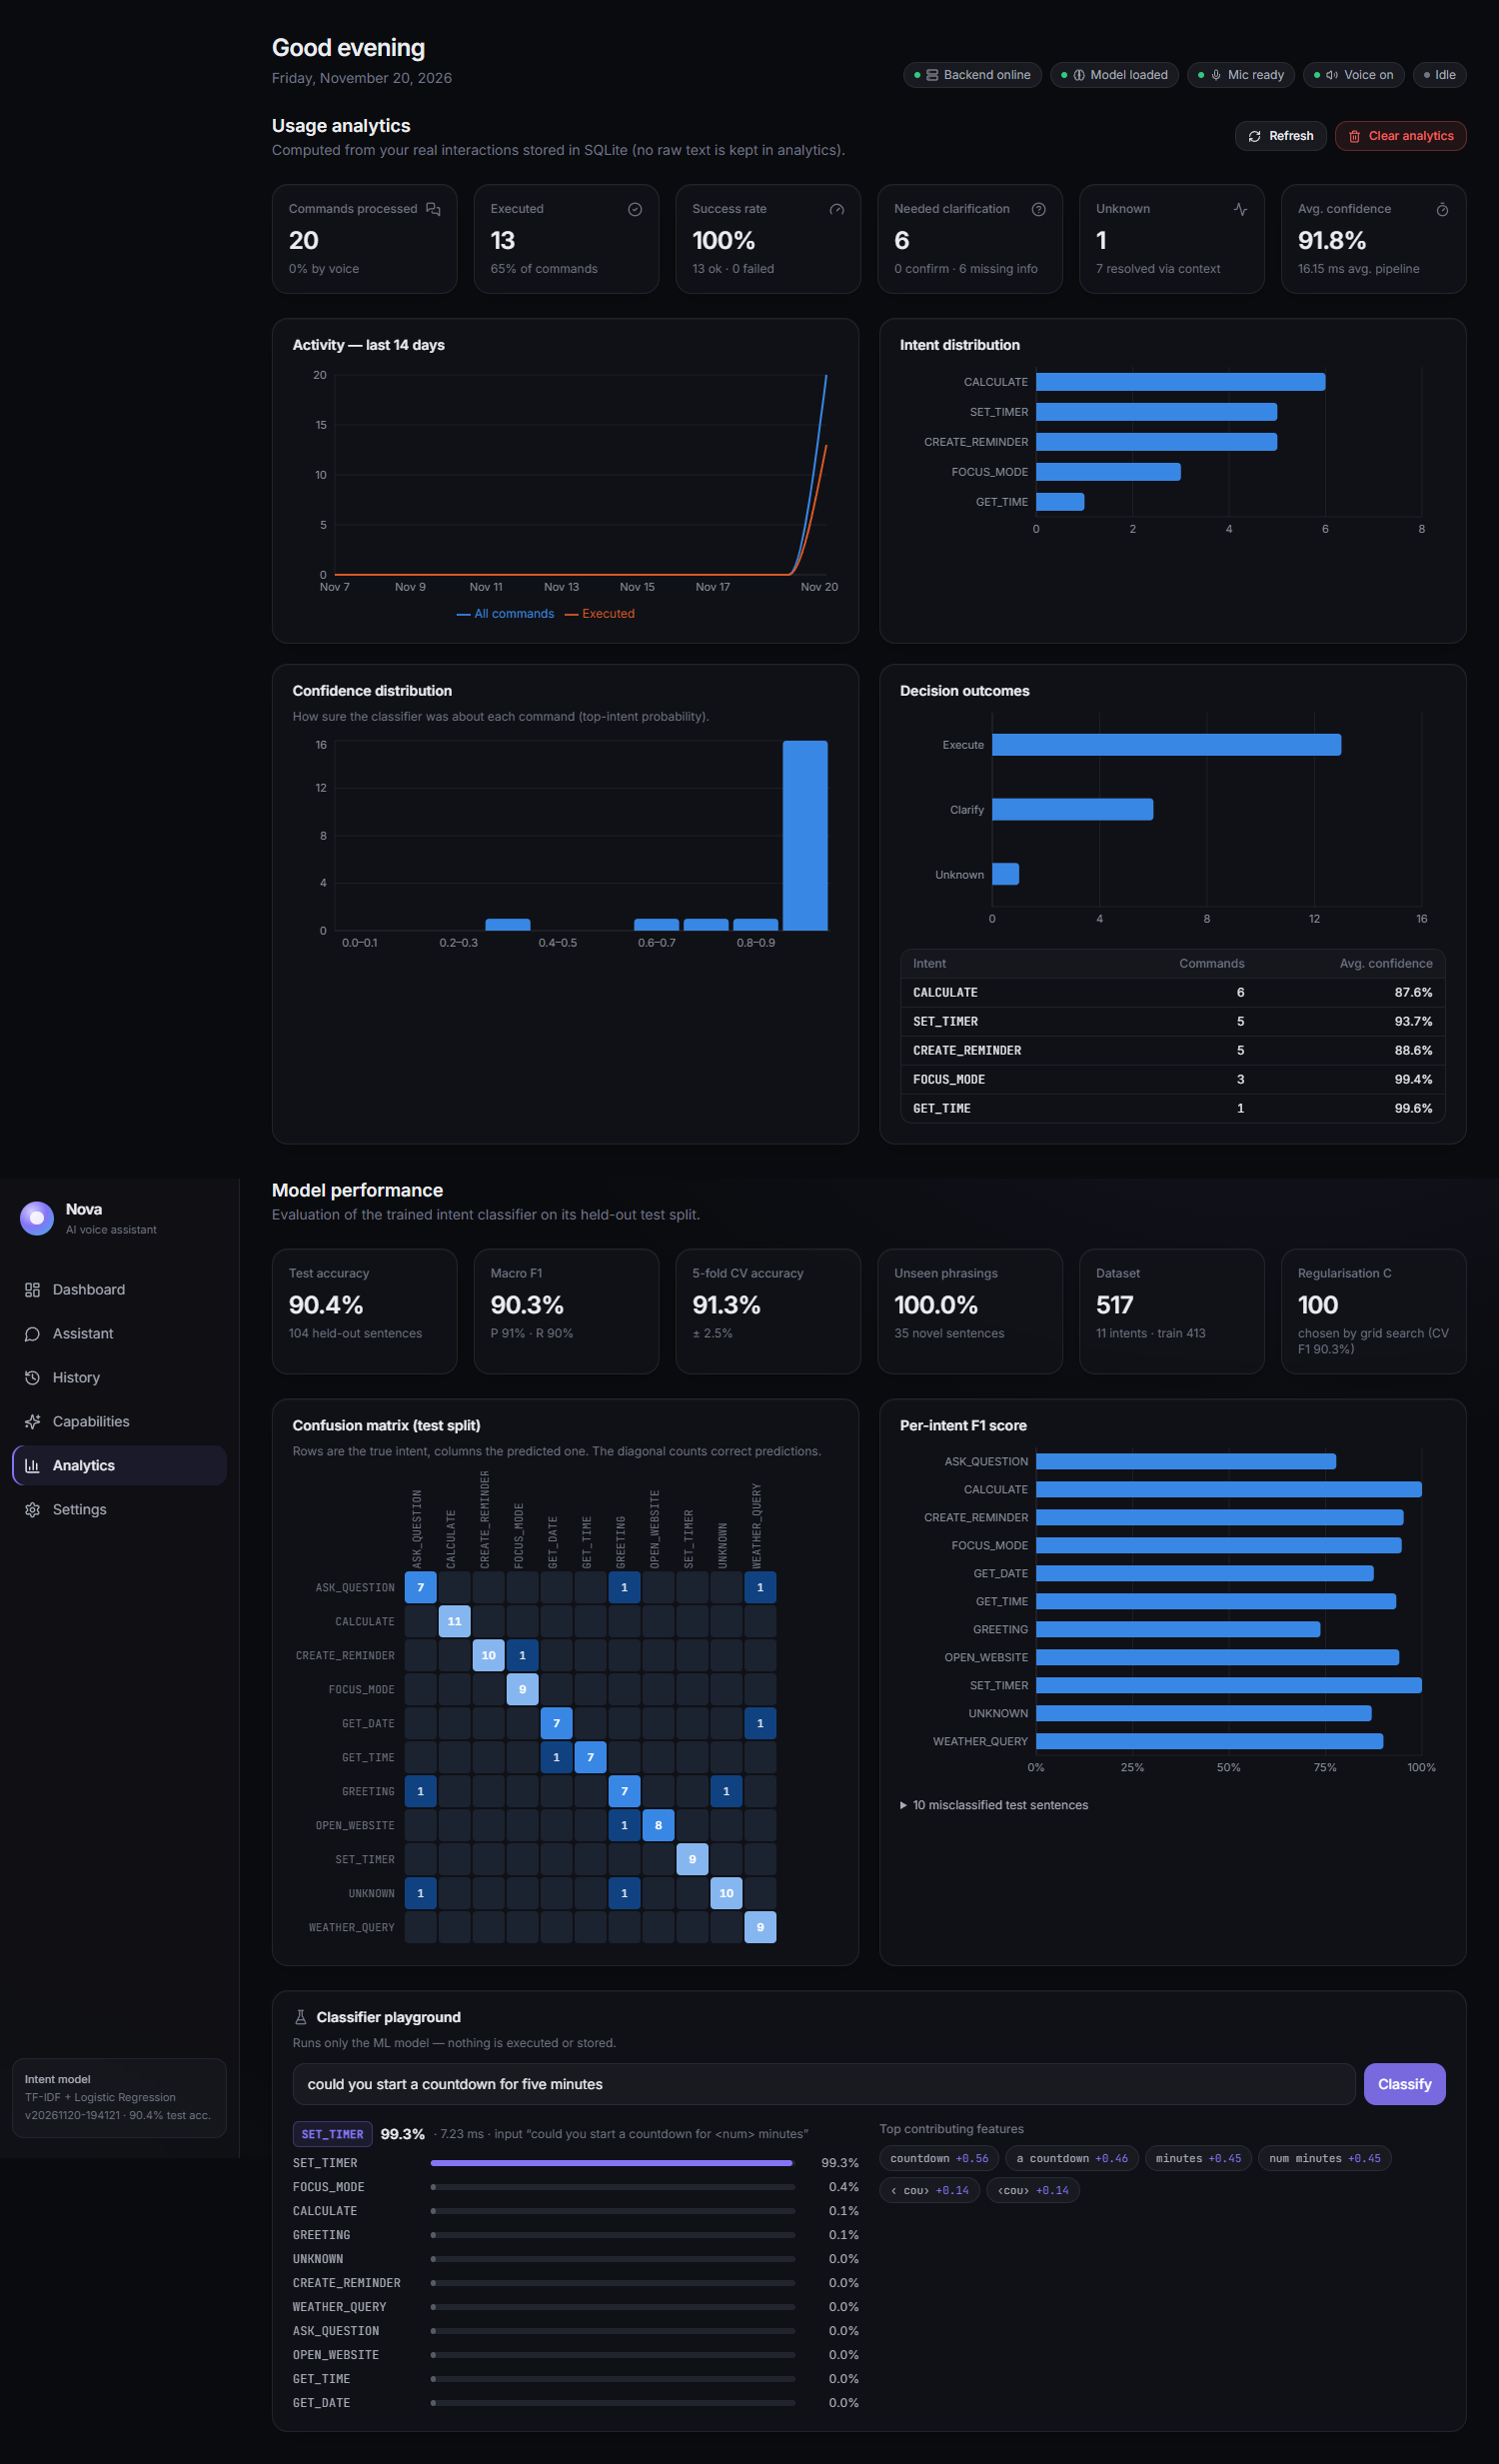 Good evening
Friday, November 20, 2026
Backend online
Model loaded
Mic ready
Voice on
Idle
Usage analytics
Computed from your real interactions stored in SQLite (no raw text is kept in analytics).
Refresh
Clear analytics
Commands processed
20
0% by voice
Executed
13
65% of commands
Success rate
100%
13 ok · 0 failed
Needed clarification
6
0 confirm · 6 missing info
Unknown
1
7 resolved via context
Avg. confidence
91.8%
16.15 ms avg. pipeline
Activity — last 14 days
20
15
10
5
0
Nov 7 Nov 9 Nov 11 Nov 13 Nov 15 Nov 17 Nov 20
All commands Executed
Intent distribution
CALCULATE
SET_TIMER
CREATE_REMINDER
FOCUS_MODE
GET_TIME
0 2 4 6 8
Confidence distribution
How sure the classifier was about each command (top-intent probability).
16
12
8
4
0
0.0–0.1 0.2–0.3 0.4–0.5 0.6–0.7 0.8–0.9
Decision outcomes
Execute
Clarify
Unknown
0 4 8 12 16
Intent Commands Avg. confidence
CALCULATE 6 87.6%
SET_TIMER 5 93.7%
CREATE_REMINDER 5 88.6%
FOCUS_MODE 3 99.4%
GET_TIME 1 99.6%
Nova
AI voice assistant
Dashboard
Assistant
History
Capabilities
Analytics
Settings
Intent model
TF-IDF + Logistic Regression
v20261120-194121 · 90.4% test acc.
Model performance
Evaluation of the trained intent classifier on its held-out test split.
Test accuracy
90.4%
104 held-out sentences
Macro F1
90.3%
P 91% · R 90%
5-fold CV accuracy
91.3%
± 2.5%
Unseen phrasings
100.0%
35 novel sentences
Dataset
517
11 intents · train 413
Regularisation C
100
chosen by grid search (CV
F1 90.3%)
Confusion matrix (test split)
Rows are the true intent, columns the predicted one. The diagonal counts correct predictions.
ASK_QUESTION CALCULATE CREATE_REMINDER FOCUS_MODE GET_DATE GET_TIME GREETING OPEN_WEBSITE SET_TIMER UNKNOWN WEATHER_QUERY
ASK_QUESTION 7 1 1
CALCULATE 11
CREATE_REMINDER 10 1
FOCUS_MODE 9
GET_DATE 7 1
GET_TIME 1 7
GREETING 1 7 1
OPEN_WEBSITE 1 8
SET_TIMER 9
UNKNOWN 1 1 10
WEATHER_QUERY 9
Per-intent F1 score
ASK_QUESTION
CALCULATE
CREATE_REMINDER
FOCUS_MODE
GET_DATE
GET_TIME
GREETING
OPEN_WEBSITE
SET_TIMER
UNKNOWN
WEATHER_QUERY
0% 25% 50% 75% 100%
10 misclassified test sentences
Classifier playground
Runs only the ML model — nothing is executed or stored.
could you start a countdown for five minutes
Classify
SET_TIMER 99.3% · 7.23 ms · input “could you start a countdown for <num> minutes”
SET_TIMER 99.3%
FOCUS_MODE 0.4%
CALCULATE 0.1%
GREETING 0.1%
UNKNOWN 0.0%
CREATE_REMINDER 0.0%
WEATHER_QUERY 0.0%
ASK_QUESTION 0.0%
OPEN_WEBSITE 0.0%
GET_TIME 0.0%
GET_DATE 0.0%
Top contributing features
countdown +0.56
a countdown +0.46
minutes +0.45
num minutes +0.45
‹ cou› +0.14
‹cou› +0.14